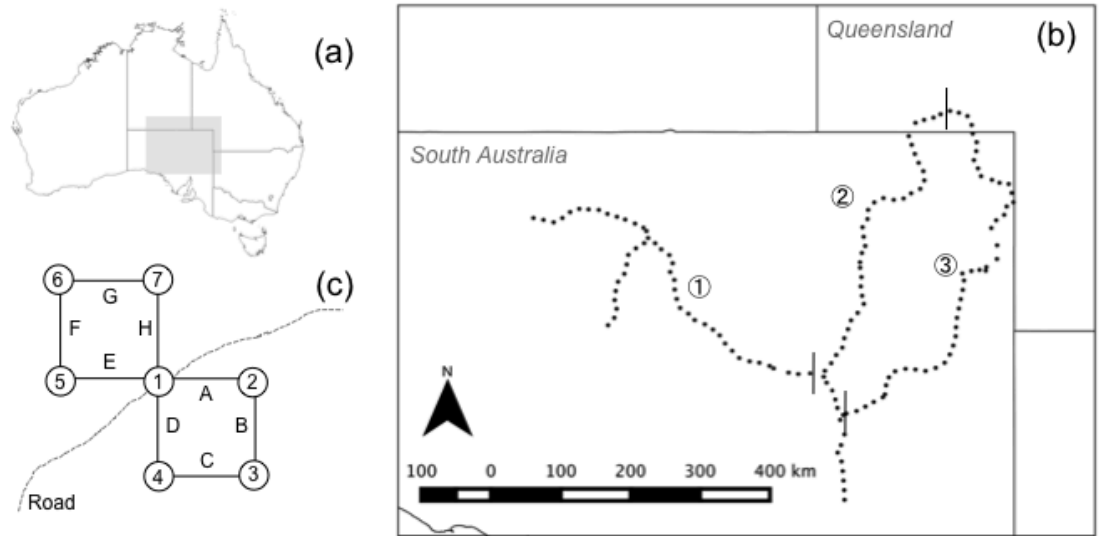 (a)
Queensland
(b)
South Australia
②
③
①
N
100 0 100 200 300 400 km
(c)
6 7
G
F H
E
5 1 2
A
D B
C
4 3
Road